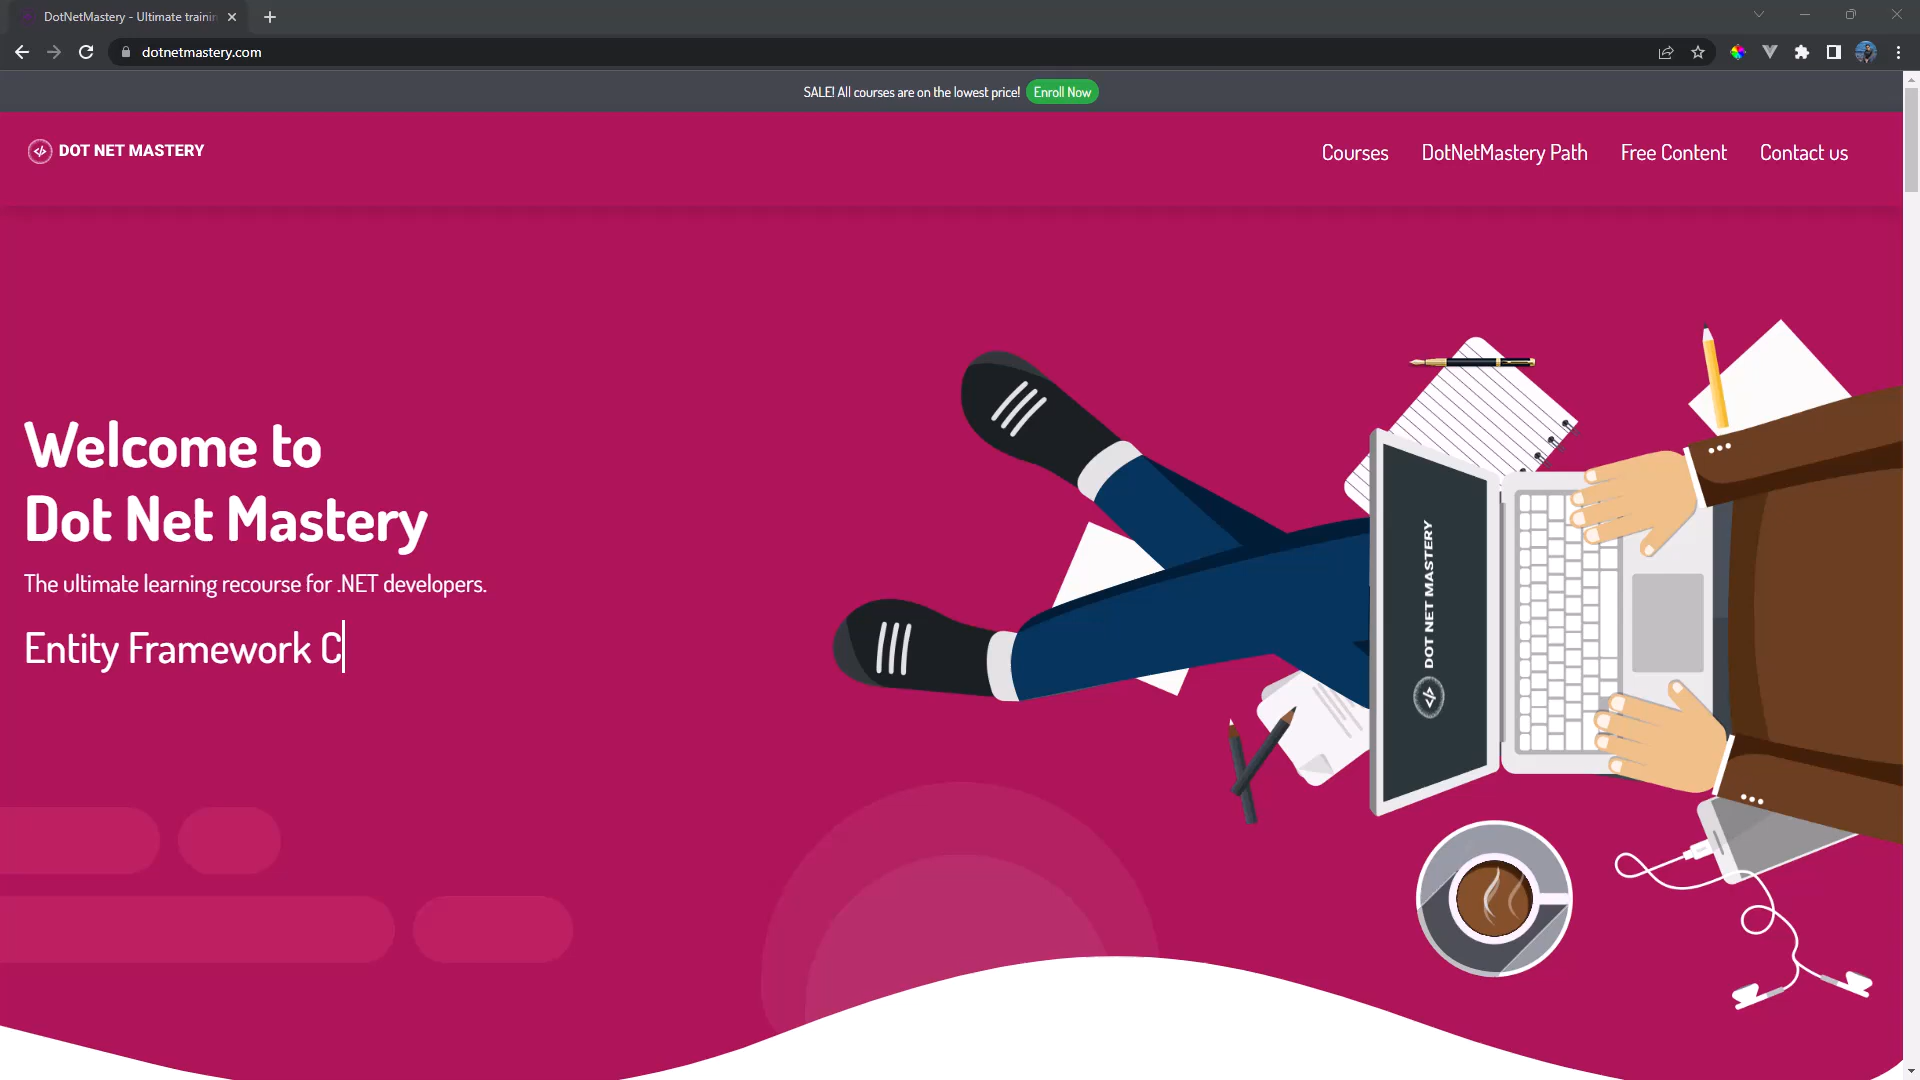 DotNetMastery - Ultimate trainin
dotnetmastery.com
SALE! All courses are on the lowest price! Enroll Now
DOT NET MASTERY
Courses DotNetMastery Path Free Content Contact us
Welcome to
Dot Net Mastery
The ultimate learning recourse for .NET developers.
Entity Framework C
DOT NET MASTERY